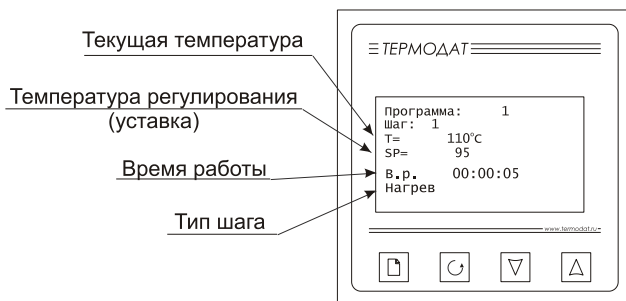 Текущая температура
Температура регулирования
(уставка)
Время работы
Тип шага
ТЕРМОДАТ
Программа: 1
Шаг: 1
T= 110°C
SP= 95
В.р. 00:00:05
Нагрев
www.termodat.ru